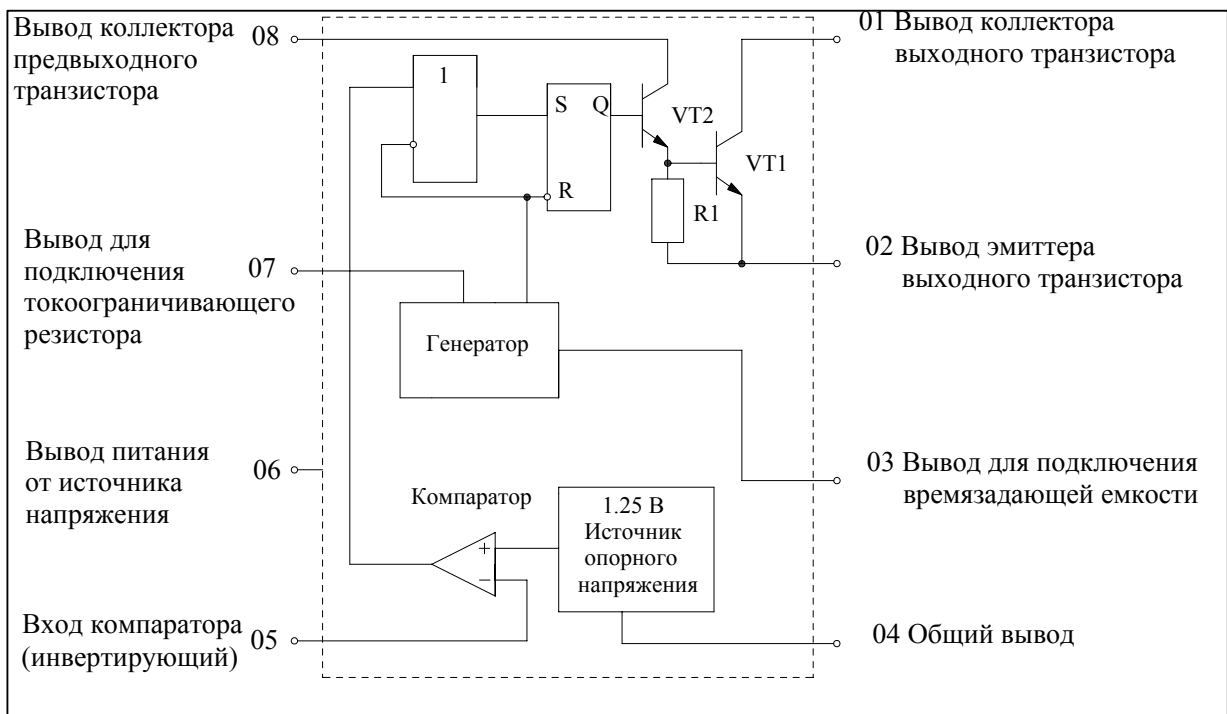 Вывод коллектора
предвыходного
транзистора
08
01 Вывод коллектора
выходного транзистора
1
S
Q
R
VT2
VT1
R1
Вывод для
подключения
токоограничивающего
резистора
07
02 Вывод эмиттера
выходного транзистора
Генератор
Вывод питания
от источника
напряжения
06
03 Вывод для подключения
времязадающей емкости
Компаратор
+
−
1.25 В
Источник
опорного
напряжения
Вход компаратора
(инвертирующий)
05
04 Общий вывод